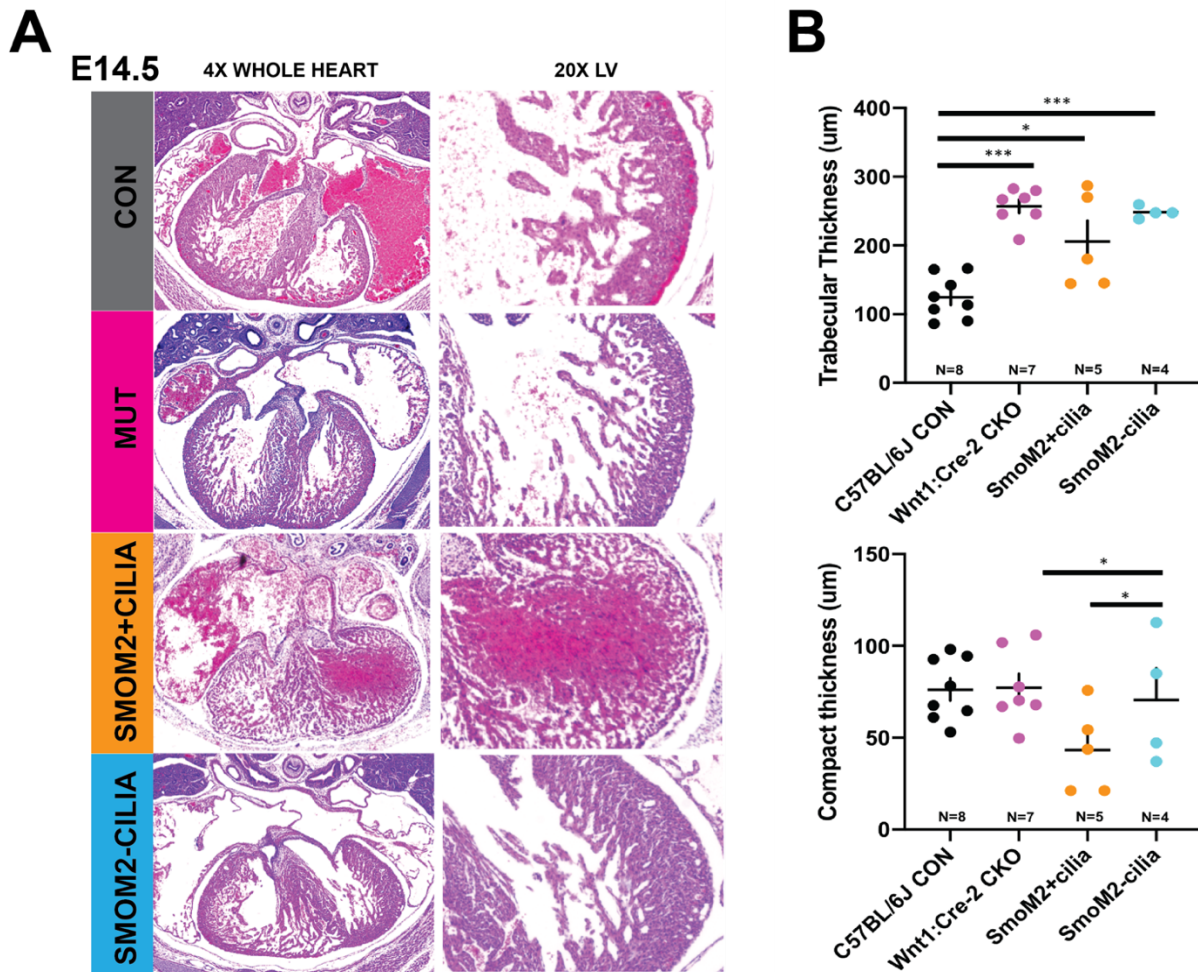 A
E14.5
4X WHOLE HEART
20X LV
CON
MUT
SMOM2+CILIA
SMOM2-CILIA
B
Trabecular Thickness (um)
400
300
200
100
0
***
*
***
N=8
N=7
N=5
N=4
C57BL/6J CON
Wnt1:Cre-2 CKO
SmoM2+cilia
SmoM2-cilia
Compact thickness (um)
150
100
50
0
*
*
N=8
N=7
N=5
N=4
C57BL/6J CON
Wnt1:Cre-2 CKO
SmoM2+cilia
SmoM2-cilia